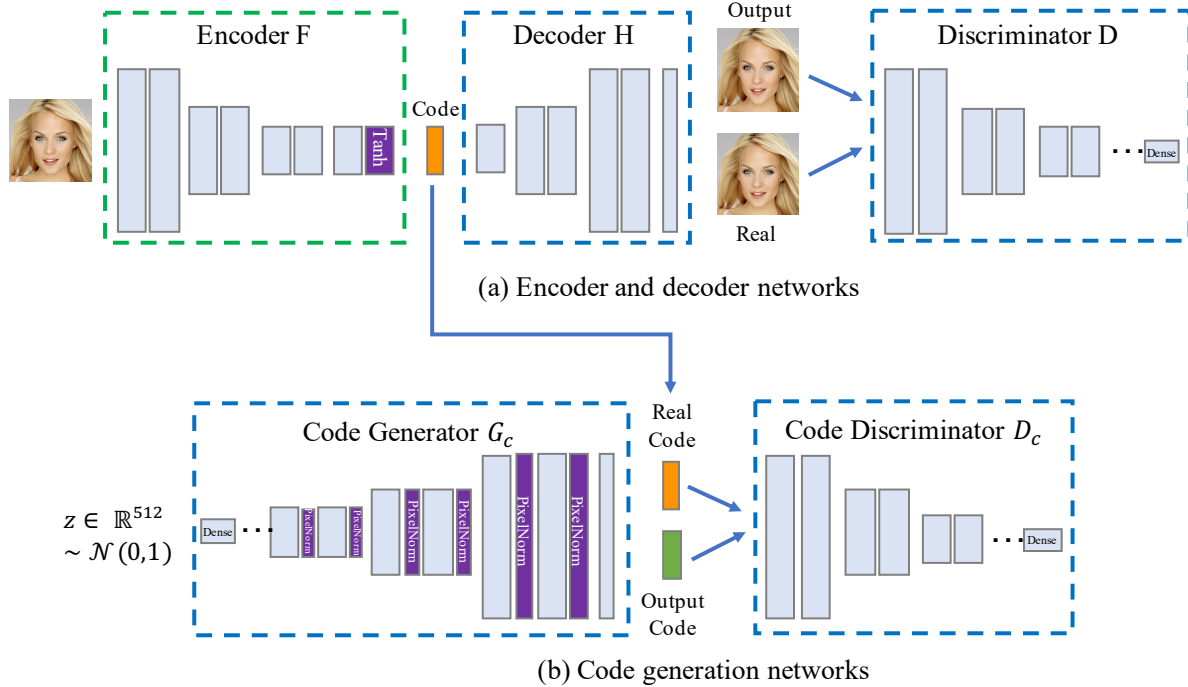 Encoder F
Tanh
Code
Decoder H
Output
Real
Discriminator D
Dense
(a) Encoder and decoder networks
z ∈ ℝ^512
~ 𝒩(0,1)
Code Generator G_c
Dense
PixelNorm
PixelNorm
PixelNorm
PixelNorm
PixelNorm
PixelNorm
Real
Code
Output
Code
Code Discriminator D_c
Dense
(b) Code generation networks